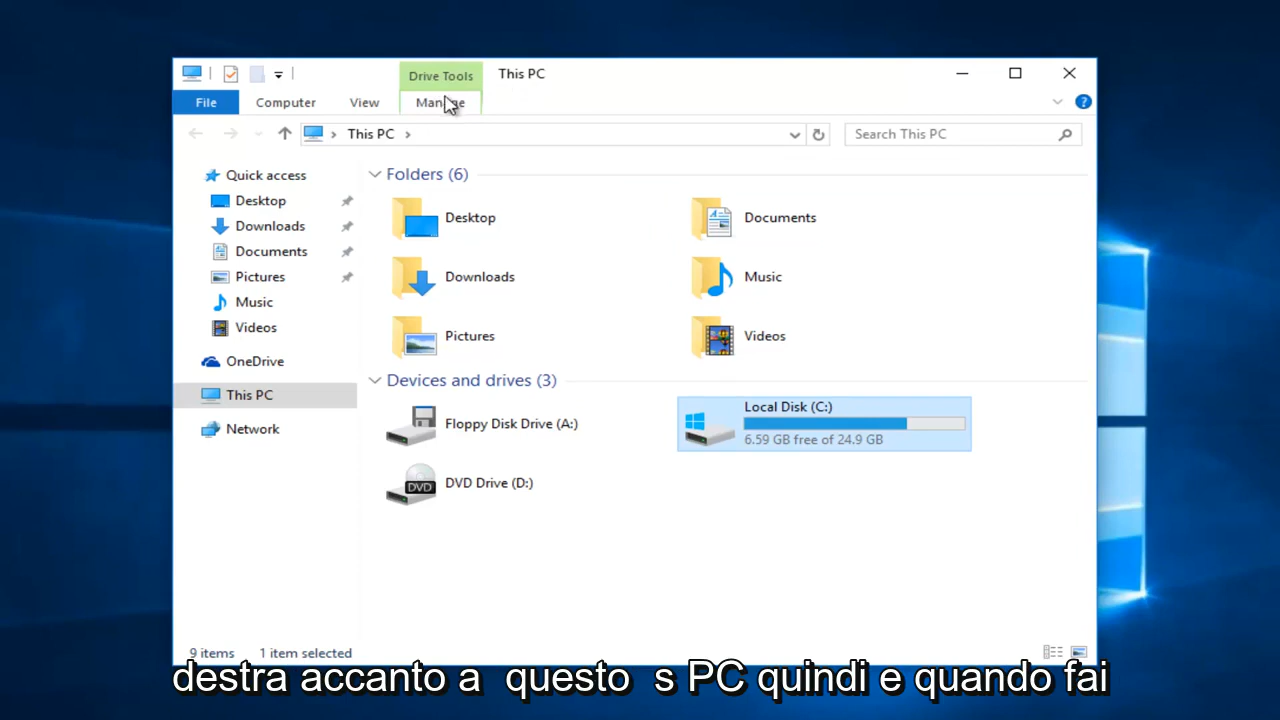 Drive Tools This PC
File Computer View Manage
This PC
Search This PC
Quick access
Desktop
Downloads
Documents
Pictures
Music
Videos
OneDrive
This PC
Network
Folders (6)
Desktop Documents
Downloads Music
Pictures Videos
Devices and drives (3)
Floppy Disk Drive (A:)
Local Disk (C:)
6.59 GB free of 24.9 GB
DVD
DVD Drive (D:)
9 items 1 item selected
destra accanto a questo s PC quindi e quando fai